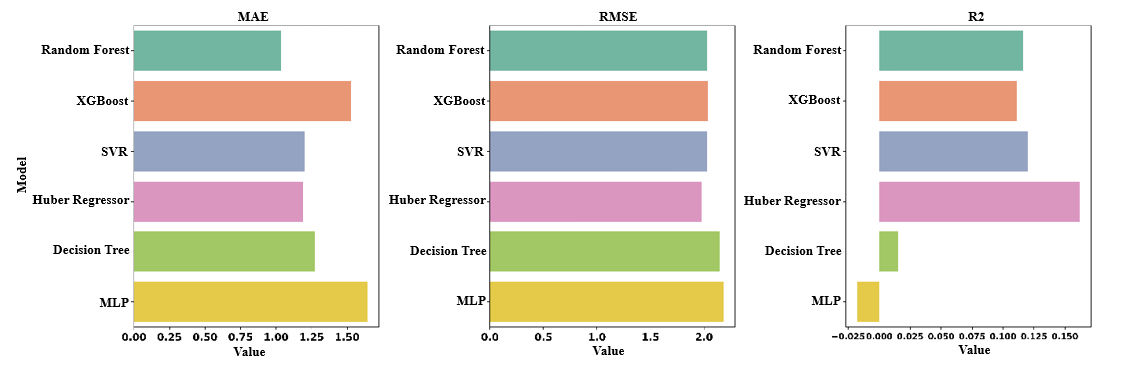 MAE
Model
Random Forest
XGBoost
SVR
Huber Regressor
Decision Tree
MLP
0.00 0.25 0.50 0.75 1.00 1.25 1.50
Value
RMSE
Random Forest
XGBoost
SVR
Huber Regressor
Decision Tree
MLP
0.0 0.5 1.0 1.5 2.0
Value
R2
Random Forest
XGBoost
SVR
Huber Regressor
Decision Tree
MLP
−0.025 0.000 0.025 0.050 0.075 0.100 0.125 0.150
Value